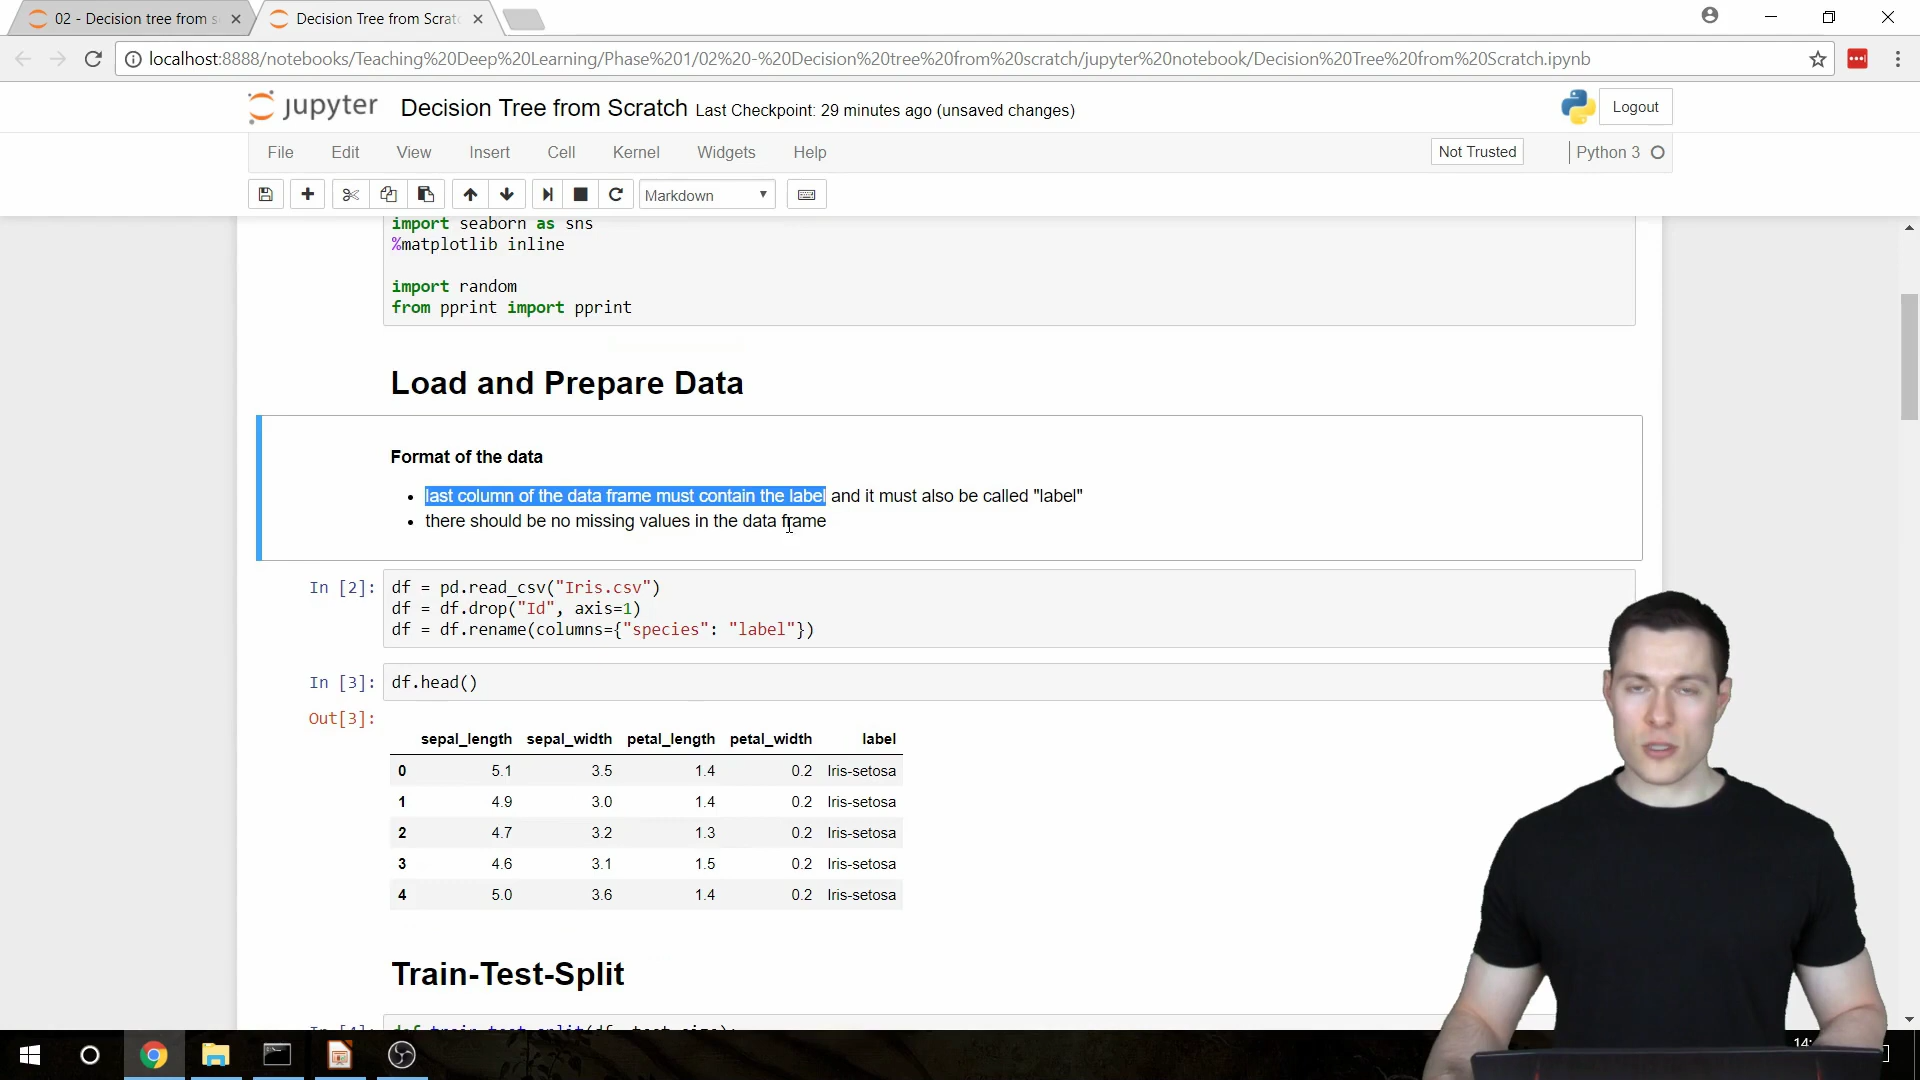 02 - Decision tree from s
Decision Tree from Scrat
localhost:8888/notebooks/Teaching%20Deep%20Learning/Phase%201/02%20-%20Decision%20tree%20from%20scratch/jupyter%20notebook/Decision%20Tree%20from%20Scratch.ipynb
jupyter Decision Tree from Scratch Last Checkpoint: 29 minutes ago (unsaved changes)
Logout
File Edit View Insert Cell Kernel Widgets Help
Not Trusted
Python 3
Markdown
import seaborn as sns
%matplotlib inline
import random
from pprint import pprint
Load and Prepare Data
Format of the data
• last column of the data frame must contain the label and it must also be called "label"
• there should be no missing values in the data frame
In [2]: df = pd.read_csv("Iris.csv")
df = df.drop("Id", axis=1)
df = df.rename(columns={"species": "label"})
In [3]: df.head()
Out[3]:
sepal_length sepal_width petal_length petal_width label
0 5.1 3.5 1.4 0.2 Iris-setosa
1 4.9 3.0 1.4 0.2 Iris-setosa
2 4.7 3.2 1.3 0.2 Iris-setosa
3 4.6 3.1 1.5 0.2 Iris-setosa
4 5.0 3.6 1.4 0.2 Iris-setosa
Train-Test-Split
In [4]: def train_test_split(df, test_size):
14: